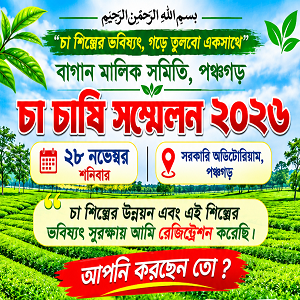 بسم الله الرحمن الرحيم
“চা শিল্পের ভবিষ্যৎ, গড়ে তুলবো একসাথে”
বাগান মালিক সমিতি, পঞ্চগড়
চা চাষি সম্মেলন ২০২৬
২৮ নভেম্বর
শনিবার
সরকারি অডিটোরিয়াম,
পঞ্চগড়
চা শিল্পের উন্নয়ন এবং এই শিল্পের
ভবিষ্যৎ সুরক্ষায় আমি রেজিস্ট্রেশন করেছি।
আপনি করছেন তো ?